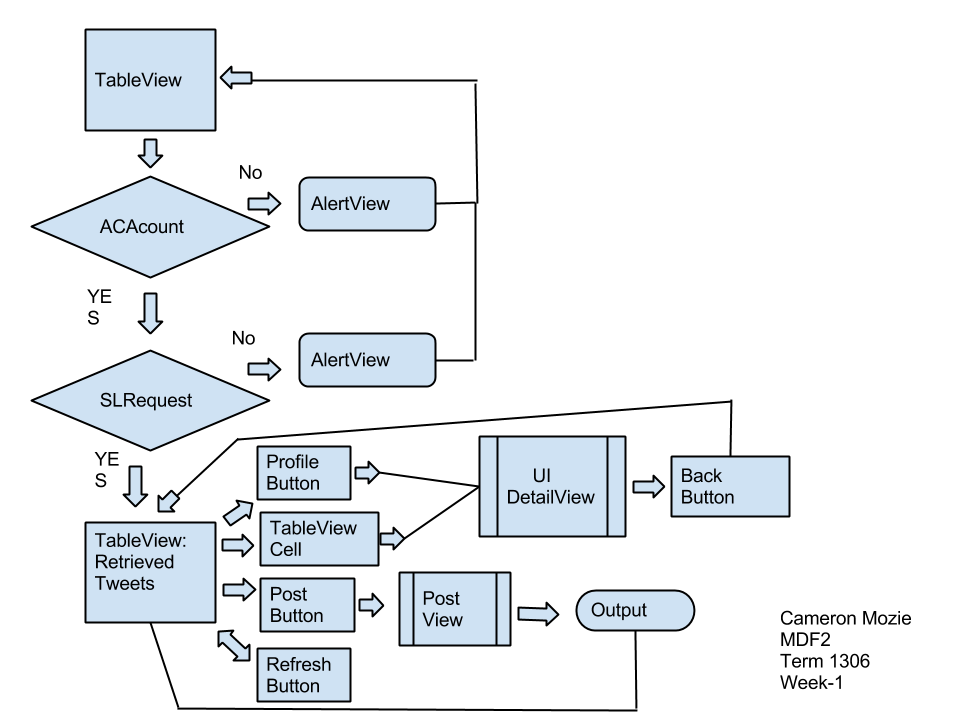 TableView
No
ACAcount
AlertView
YE
S
No
SLRequest
AlertView
YE
S
Profile
Button
UI
DetailView
Back
Button
TableView:
Retrieved
Tweets
TableView
Cell
Post
Button
Post
View
Output
Refresh
Button
Cameron Mozie
MDF2
Term 1306
Week-1